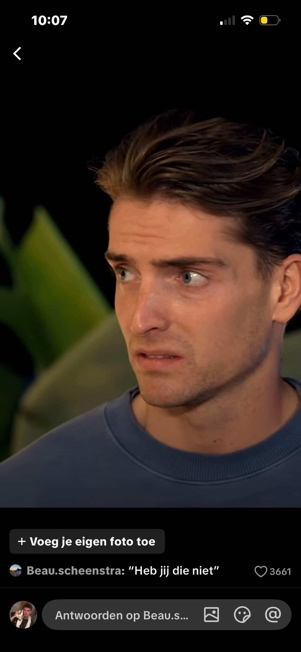 10:07
+ Voeg je eigen foto toe
Beau.scheenstra: “Heb jij die niet”
3661
Antwoorden op Beau.s...